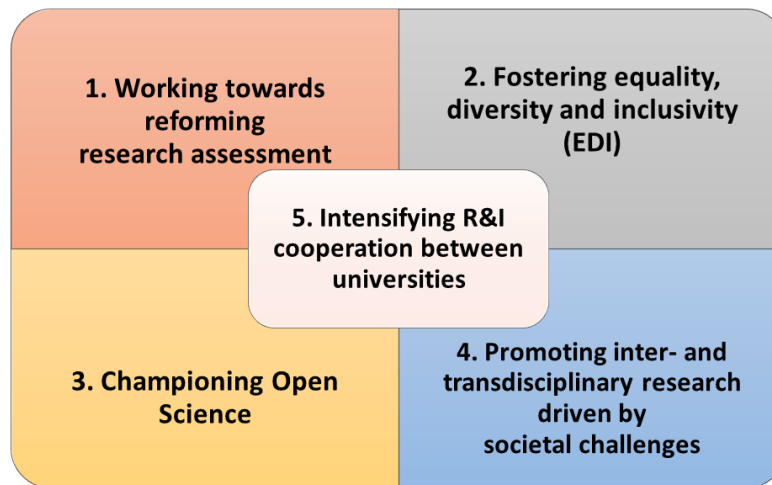 1. Working towards
reforming
research assessment
2. Fostering equality,
diversity and inclusivity
(EDI)
5. Intensifying R&I
cooperation between
universities
3. Championing Open
Science
4. Promoting inter- and
transdisciplinary research
driven by
societal challenges